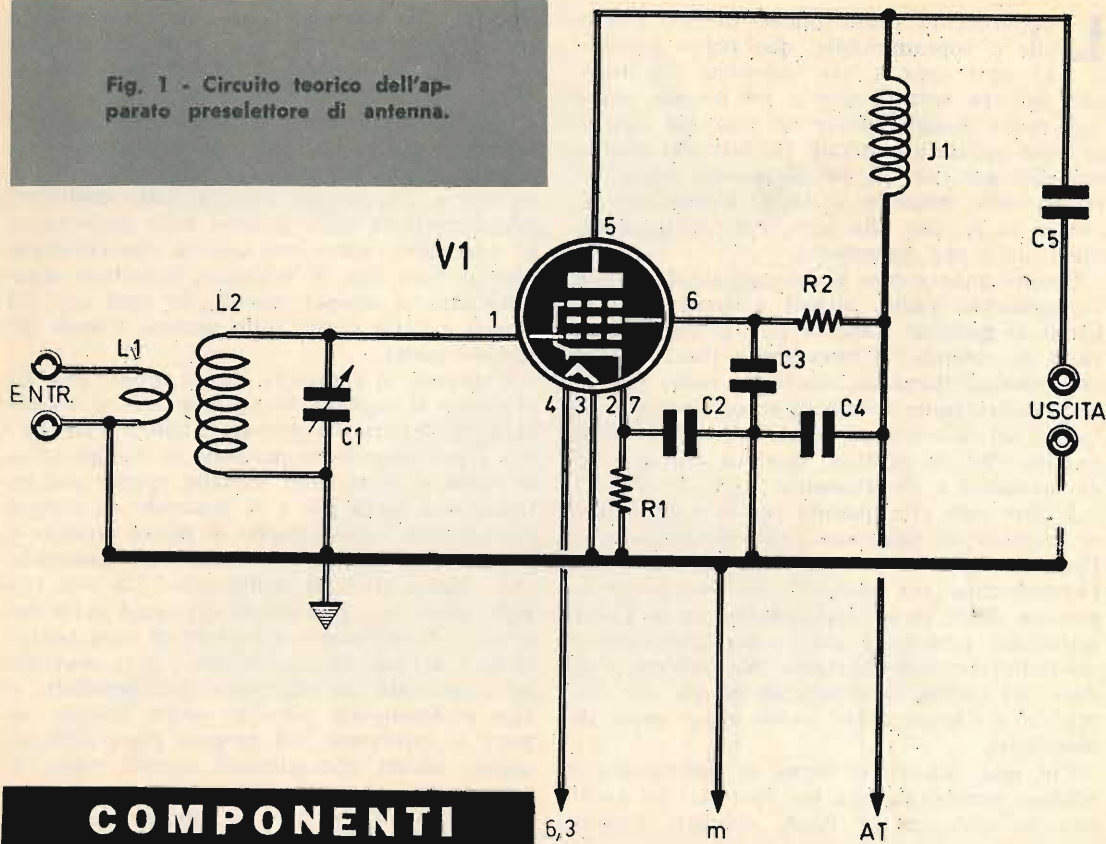 Fig. 1 - Circuito teorico dell'ap-
parato preselettore di antenna.
V1
5
J1
C5
L2
1
6
R2
L1
ENTR.
C1
C3
4
3
2
7
C2
C4
USCITA
R1
COMPONENTI
6,3
m
AT